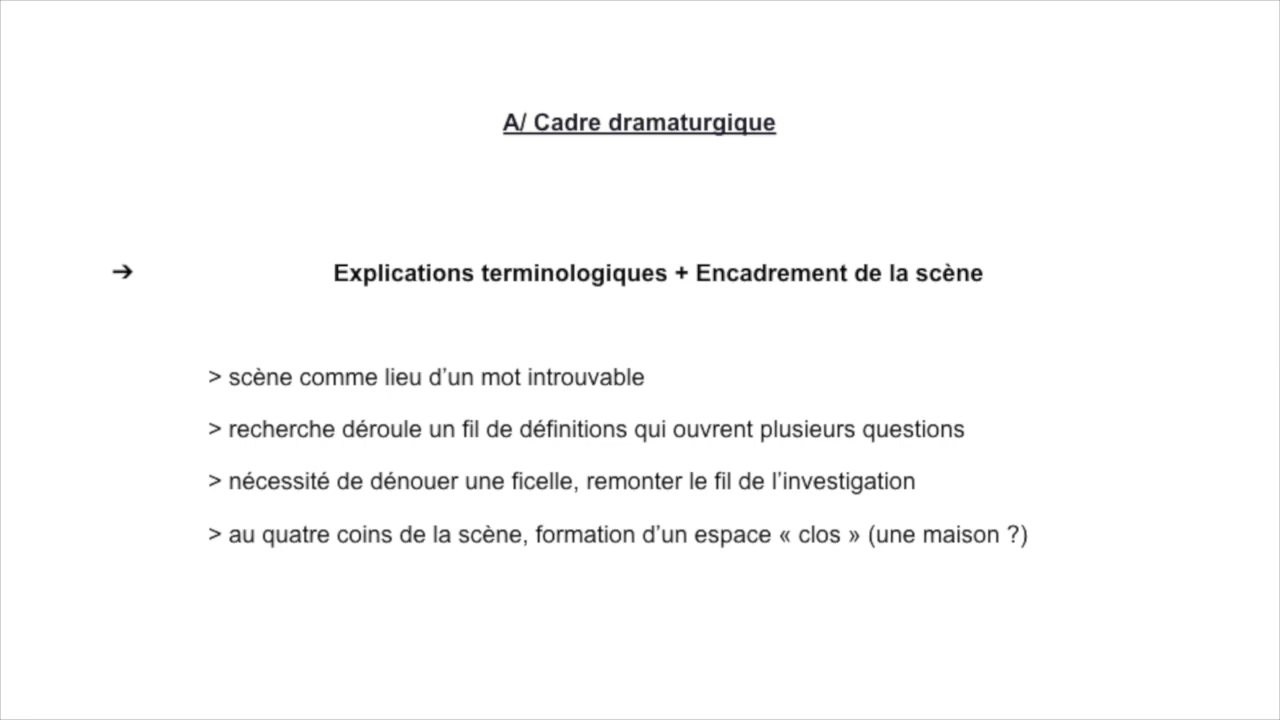 A/ Cadre dramaturgique
➔ Explications terminologiques + Encadrement de la scène
> scène comme lieu d’un mot introuvable
> recherche déroule un fil de définitions qui ouvrent plusieurs questions
> nécessité de dénouer une ficelle, remonter le fil de l’investigation
> au quatre coins de la scène, formation d’un espace « clos » (une maison ?)